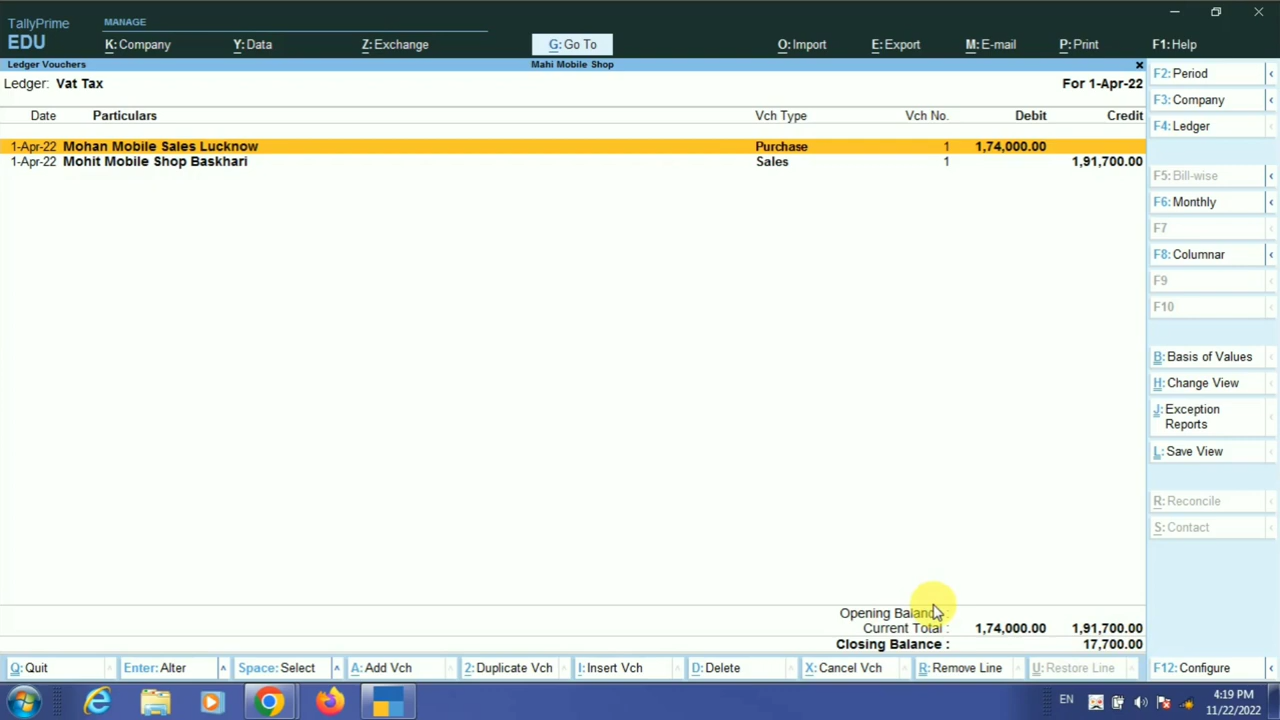 TallyPrime
EDU
MANAGE
K: Company
Y: Data
Z: Exchange
G: Go To
O: Import
E: Export
M: E-mail
P: Print
F1: Help
Ledger Vouchers
Mahi Mobile Shop
Ledger: Vat Tax
For 1-Apr-22
Date Particulars Vch Type Vch No. Debit Credit
1-Apr-22 Mohan Mobile Sales Lucknow Purchase 1 1,74,000.00
1-Apr-22 Mohit Mobile Shop Baskhari Sales 1 1,91,700.00
Opening Balance :
Current Total : 1,74,000.00 1,91,700.00
Closing Balance : 17,700.00
F2: Period
F3: Company
F4: Ledger
F5: Bill-wise
F6: Monthly
F7
F8: Columnar
F9
F10
B: Basis of Values
H: Change View
J: Exception
Reports
L: Save View
R: Reconcile
S: Contact
Q: Quit
Enter: Alter
Space: Select
A: Add Vch
2: Duplicate Vch
I: Insert Vch
D: Delete
X: Cancel Vch
R: Remove Line
U: Restore Line
F12: Configure
EN
4:19 PM
11/22/2022